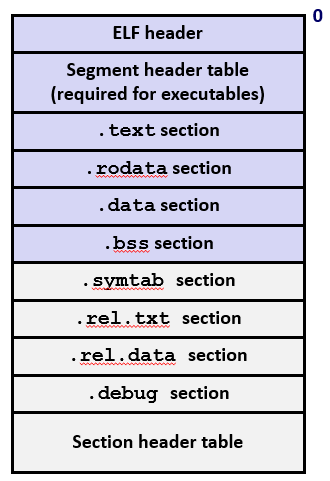 0
ELF header
Segment header table
(required for executables)
.text section
.rodata section
.data section
.bss section
.symtab section
.rel.txt section
.rel.data section
.debug section
Section header table